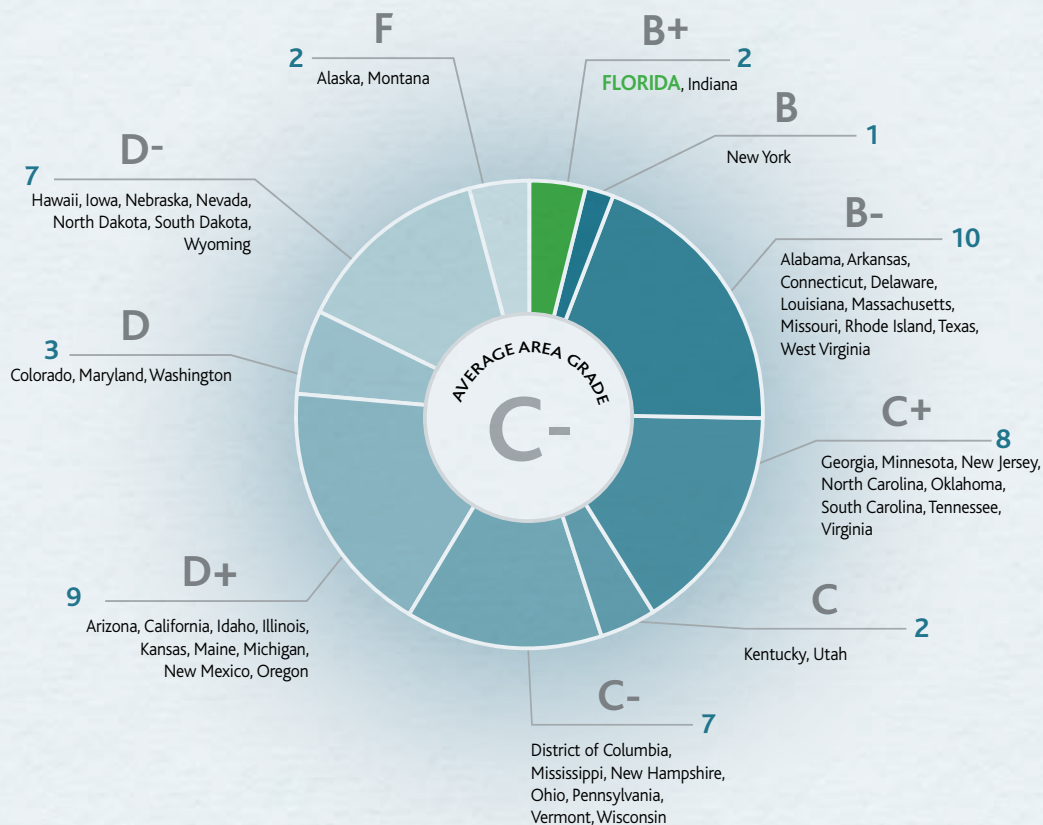 F
2
Alaska, Montana
B+
2
FLORIDA, Indiana
B
1
New York
B-
10
Alabama, Arkansas,
Connecticut, Delaware,
Louisiana, Massachusetts,
Missouri, Rhode Island, Texas,
West Virginia
C+
8
Georgia, Minnesota, New Jersey,
North Carolina, Oklahoma,
South Carolina, Tennessee,
Virginia
C
2
Kentucky, Utah
C-
7
District of Columbia,
Mississippi, New Hampshire,
Ohio, Pennsylvania,
Vermont, Wisconsin
D+
9
Arizona, California, Idaho, Illinois,
Kansas, Maine, Michigan,
New Mexico, Oregon
D
3
Colorado, Maryland, Washington
D-
7
Hawaii, Iowa, Nebraska, Nevada,
North Dakota, South Dakota,
Wyoming
AVERAGE AREA GRADE
C-